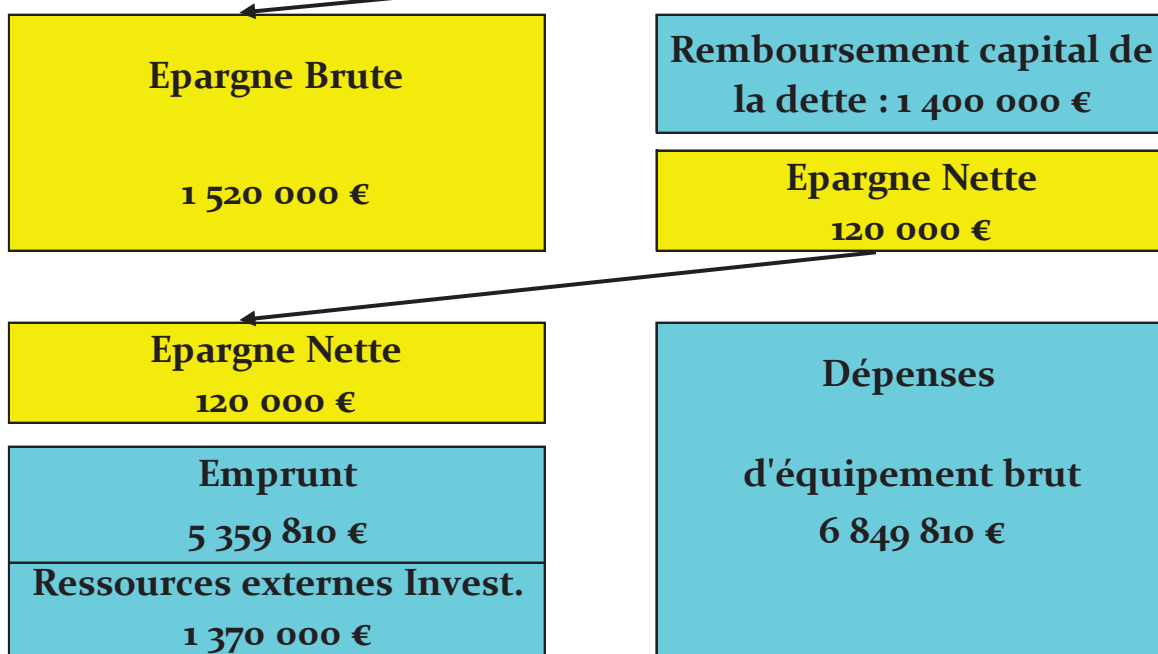 Epargne Brute
1 520 000 €
Remboursement capital de
la dette : 1 400 000 €
Epargne Nette
120 000 €
Epargne Nette
120 000 €
Emprunt
5 359 810 €
Ressources externes Invest.
1 370 000 €
Dépenses
d'équipement brut
6 849 810 €